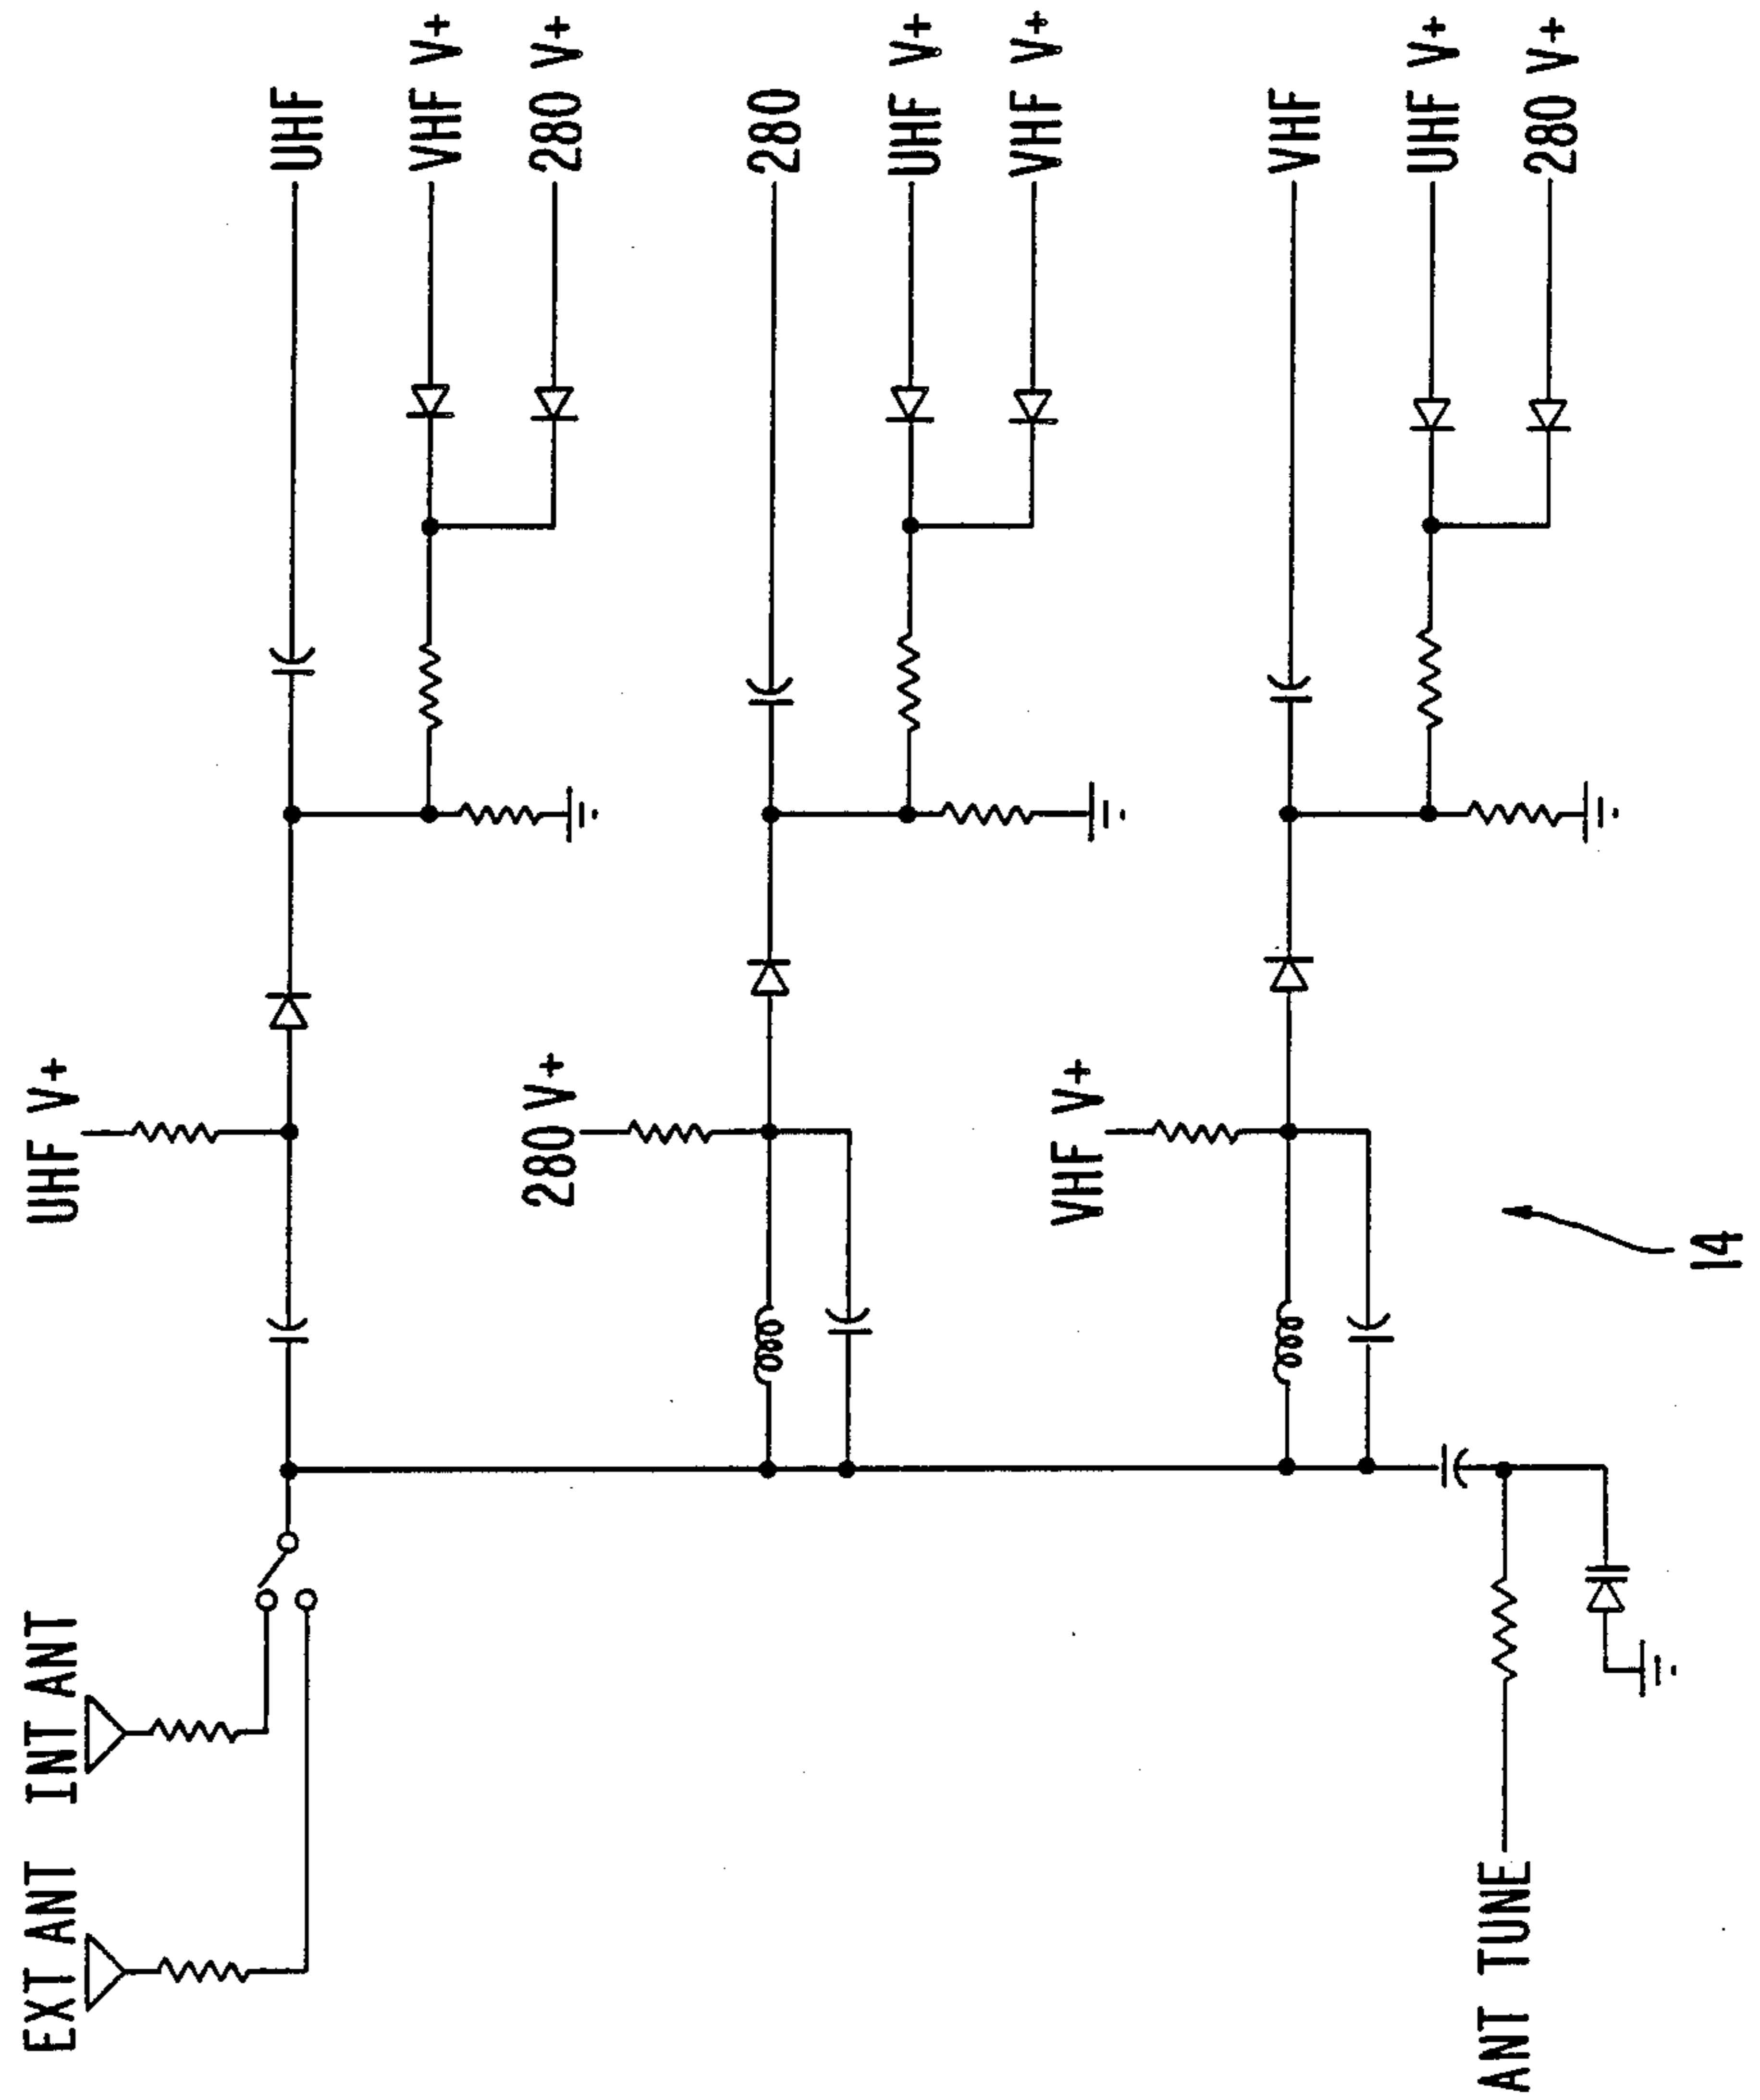 EXT ANT
INT ANT
UHF V+
UHF
VHF V+
280 V+
280 V+
280
UHF V+
VHF V+
VHF V+
VHF
UHF V+
280 V+
ANT TUNE
14